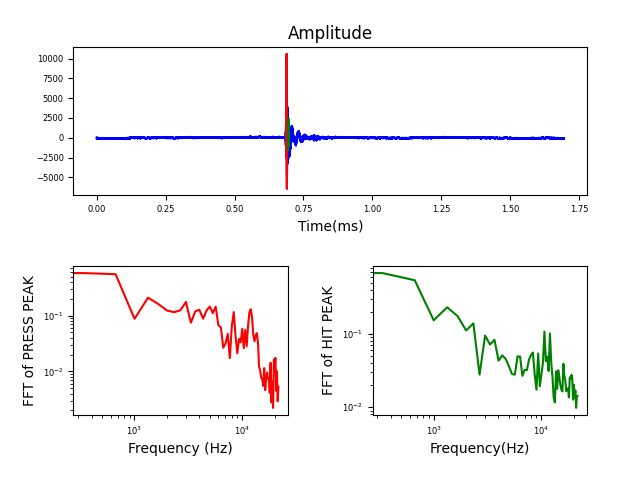 Amplitude
10000
7500
5000
2500
0
−2500
−5000
0.00 0.25 0.50 0.75 1.00 1.25 1.50 1.75
Time(ms)
FFT of PRESS PEAK
10⁻¹
10⁻²
10³ 10⁴
Frequency (Hz)
FFT of HIT PEAK
10⁻¹
10⁻²
10³ 10⁴
Frequency(Hz)